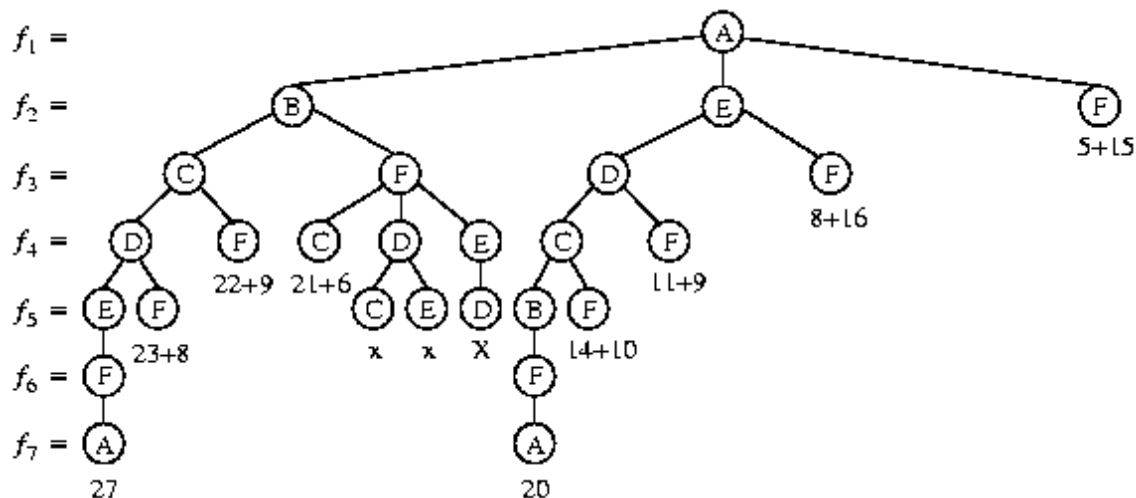 f1 = A
f2 = B E F
5+15
f3 = C F D F
8+16
f4 = D F C D E C F
22+9 21+6 11+9
f5 = E F C E D B F
23+8 x x X 14+10
f6 = F F
f7 = A A
27 20